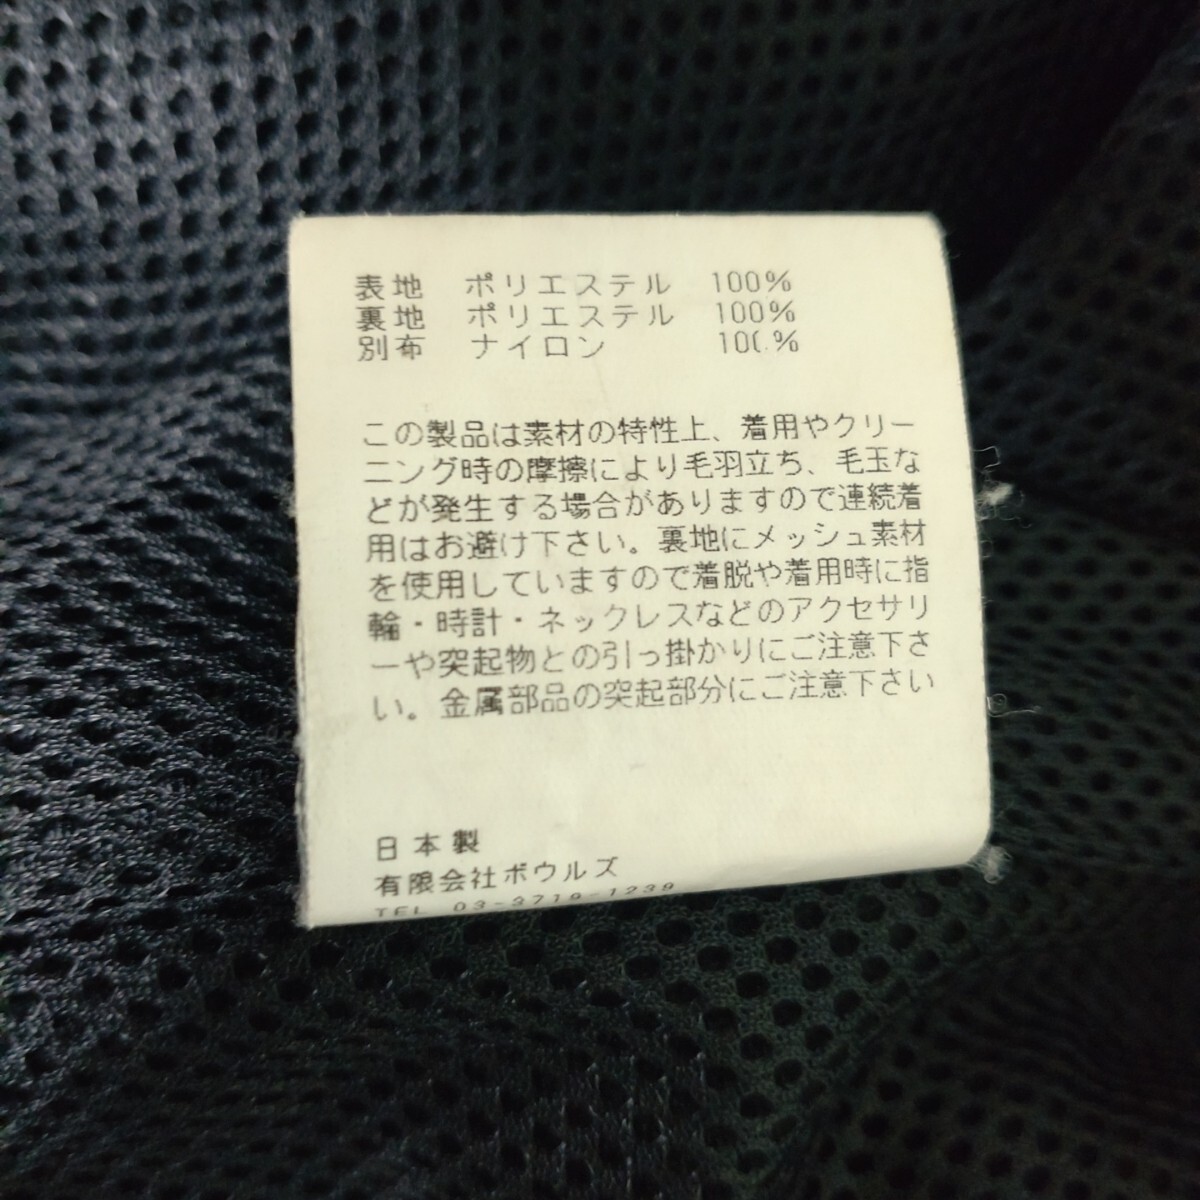 表地 ポリエステル 100%
裏地 ポリエステル 100%
別布 ナイロン 100%
この製品は素材の特性上、着用やクリー
ニング時の摩擦により毛羽立ち、毛玉な
どが発生する場合がありますので連続着
用はお避け下さい。裏地にメッシュ素材
を使用していますので着脱や着用時に指
輪・時計・ネックレスなどのアクセサリ
ーや突起物との引っ掛かりにご注意下さ
い。金属部品の突起部分にご注意下さい
日本製
有限会社ボウルズ
TEL 03-3719-1239